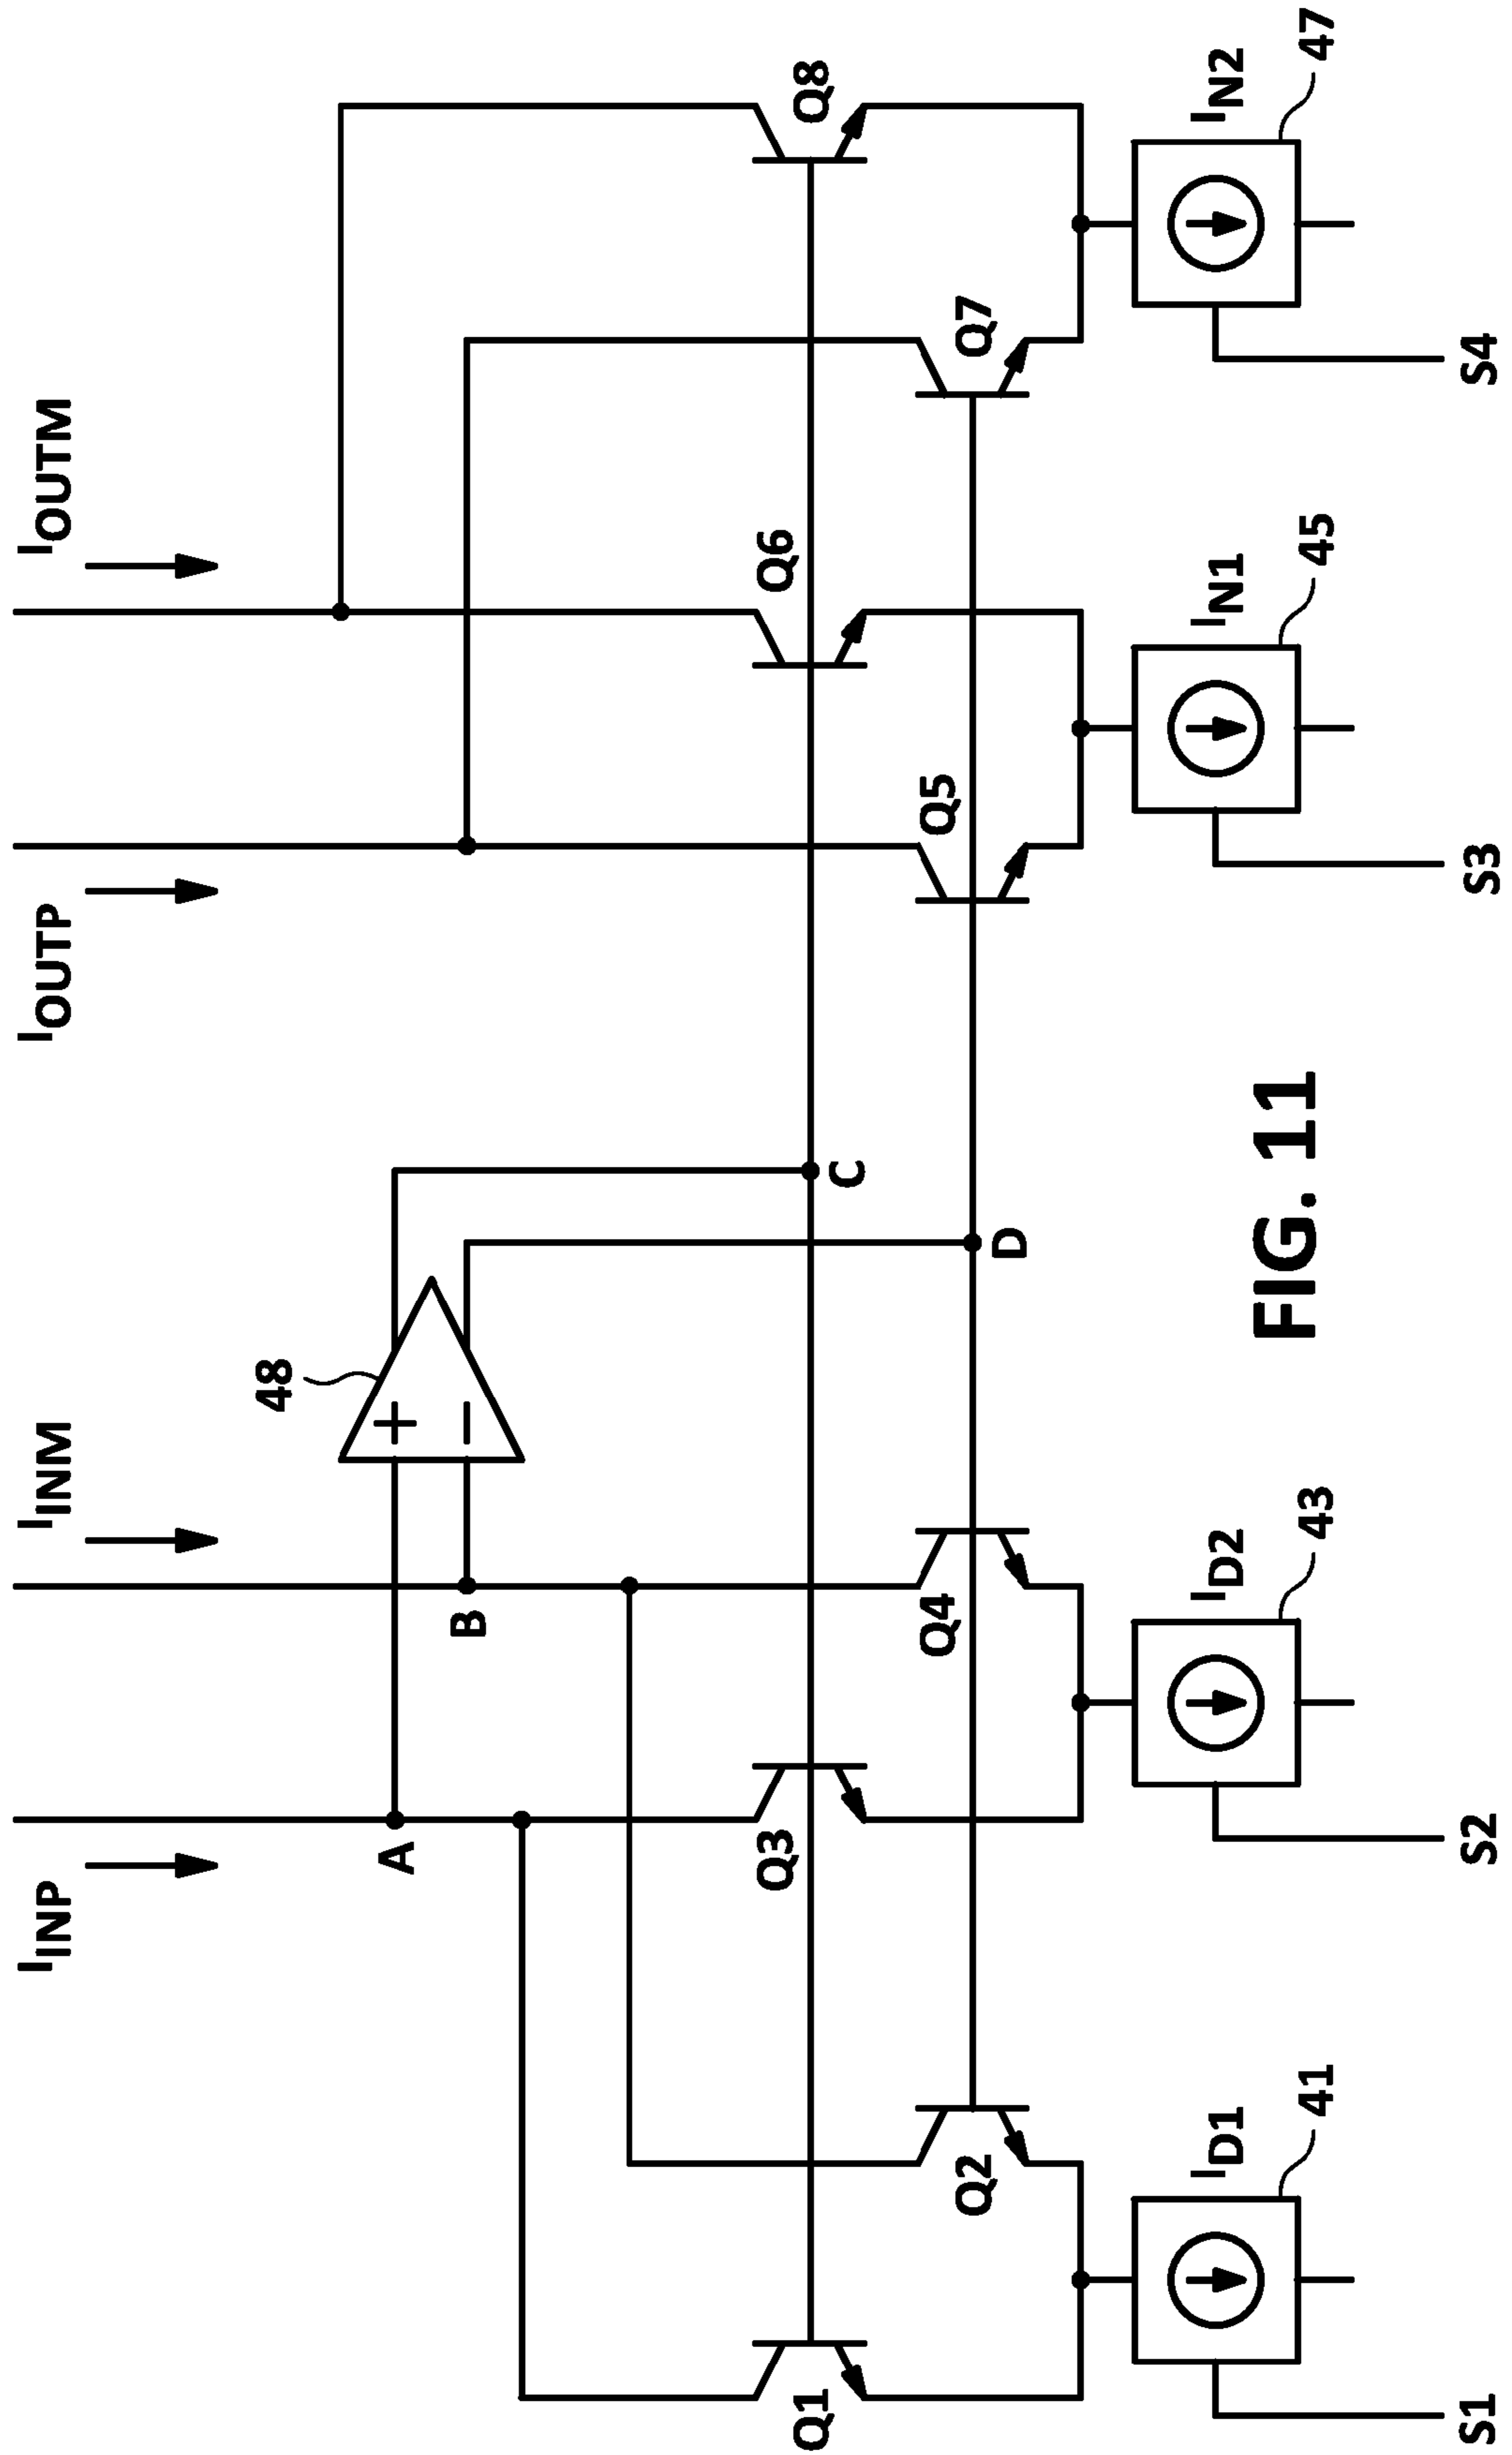 I_INP
I_INM
I_OUTP
I_OUTM
48
+
−
A
B
C
D
Q1
Q2
Q3
Q4
Q5
Q6
Q7
Q8
I_D1
41
I_D2
43
I_N1
45
I_N2
47
S1
S2
S3
S4
FIG. 11